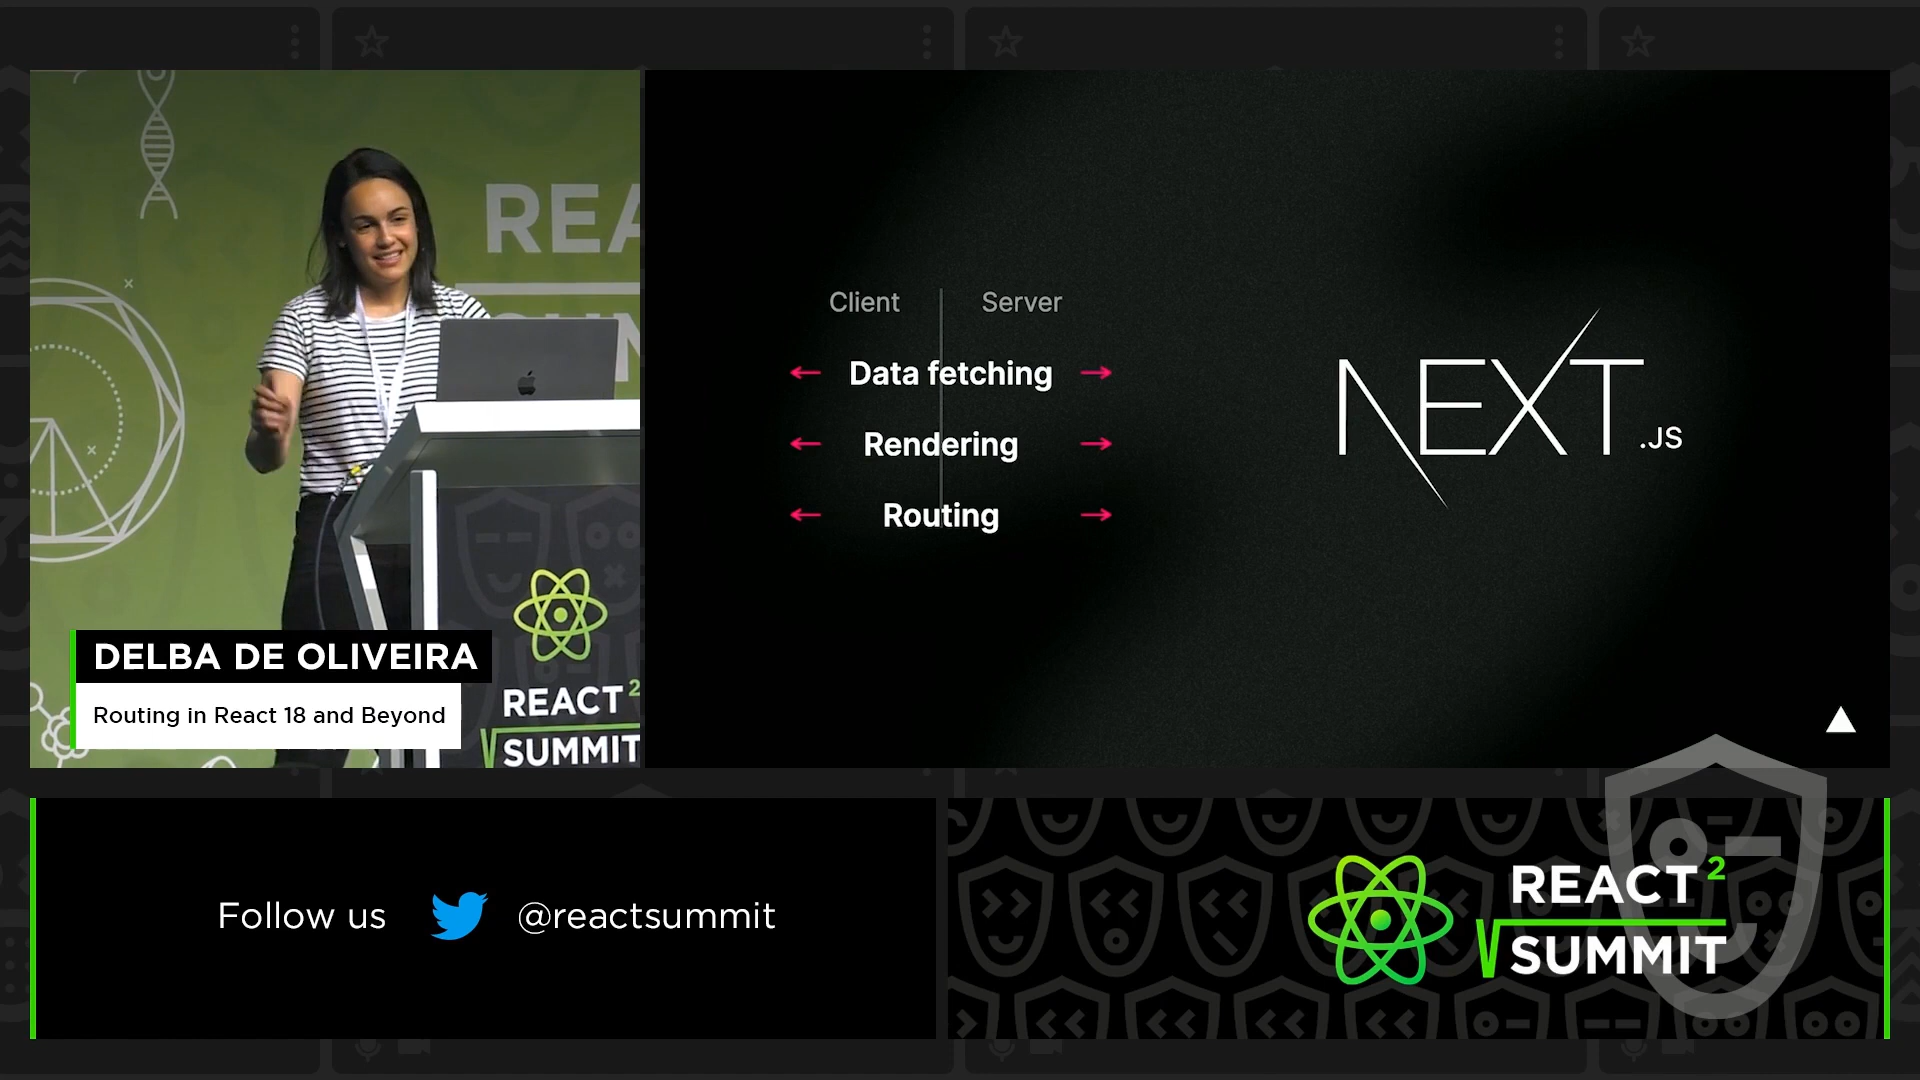 REA
SUM
REACT 2
SUMMIT
DELBA DE OLIVEIRA
Routing in React 18 and Beyond
Client Server
← Data fetching →
← Rendering →
← Routing →
NEXT.JS
Follow us @reactsummit
REACT 2
SUMMIT